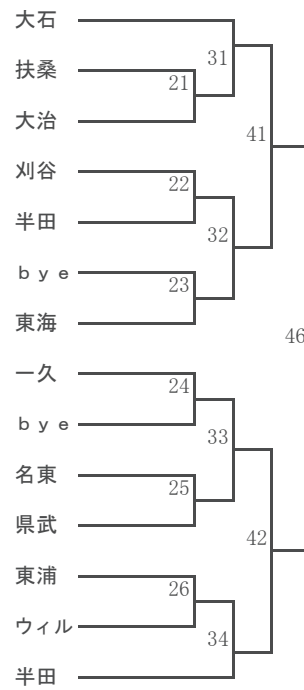 大石
31
扶桑
21
大治
41
刈谷
22
半田
32
ｂｙｅ
23
東海
46
一久
24
ｂｙｅ
33
名東
25
県武
42
東浦
26
ウィル
34
半田